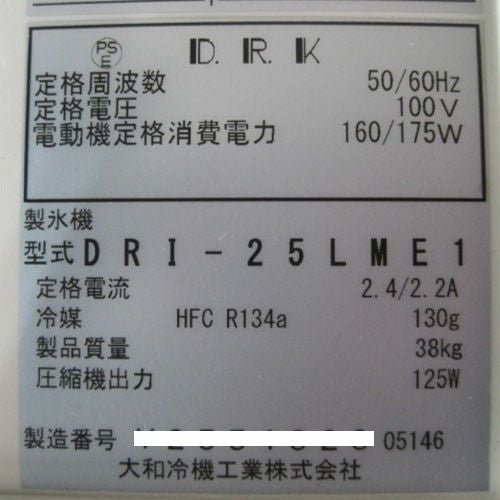 PS
E
D. R. K
定格周波数 50/60Hz
定格電圧 100V
電動機定格消費電力 160/175W
製氷機
型式 DRI-25LME1
定格電流 2.4/2.2A
冷媒 HFC R134a 130g
製品質量 38kg
圧縮機出力 125W
製造番号 05146
大和冷機工業株式会社